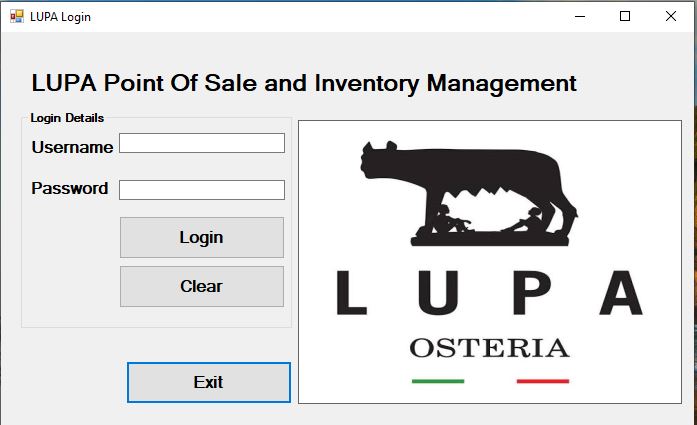 LUPA Login
LUPA Point Of Sale and Inventory Management
Login Details
Username
Password
Login
Clear
Exit
LUPA
OSTERIA